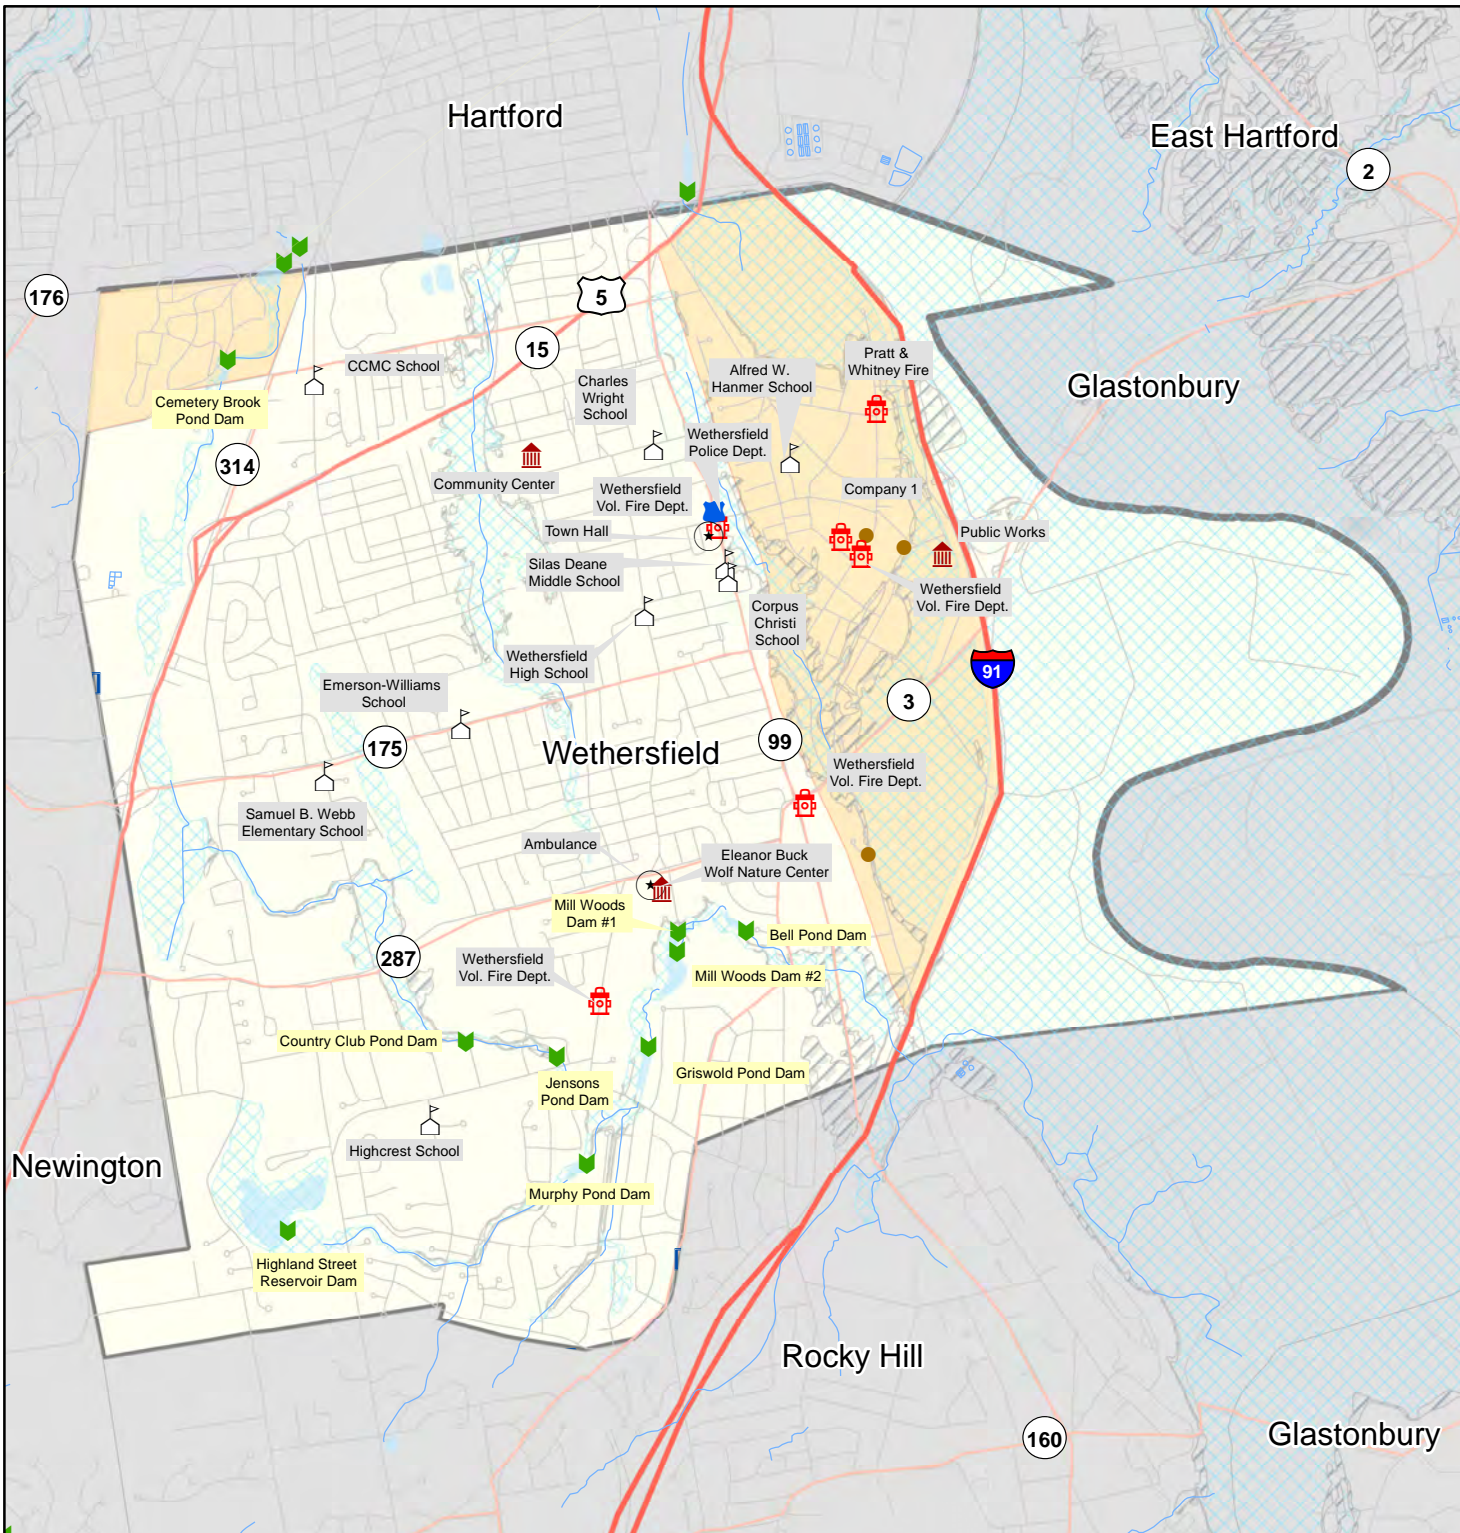 Hartford
East Hartford
2
176
5
15
CCMC School
Charles
Wright
School
Alfred W.
Hanmer School
Pratt &
Whitney Fire
Glastonbury
Cemetery Brook
Pond Dam
314
Wethersfield
Police Dept.
Community Center
Wethersfield
Vol. Fire Dept.
Company 1
Town Hall
Public Works
Silas Deane
Middle School
Wethersfield
Vol. Fire Dept.
Corpus
Christi
School
Wethersfield
High School
91
Emerson-Williams
School
3
175
Wethersfield
99
Wethersfield
Vol. Fire Dept.
Samuel B. Webb
Elementary School
Ambulance
Eleanor Buck
Wolf Nature Center
Mill Woods
Dam #1
Bell Pond Dam
287
Wethersfield
Vol. Fire Dept.
Mill Woods Dam #2
Country Club Pond Dam
Jensons
Pond Dam
Griswold Pond Dam
Highcrest School
Newington
Murphy Pond Dam
Highland Street
Reservoir Dam
Rocky Hill
160
Glastonbury